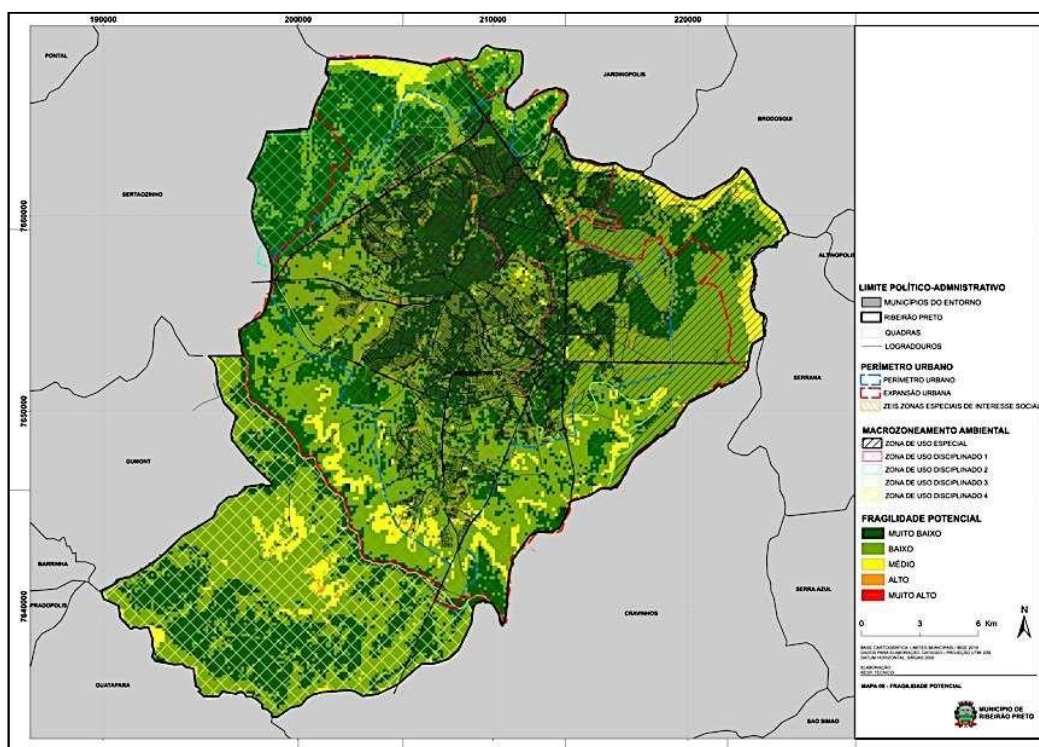 190000
200000
210000
220000
PONTAL
JARDINOPOLIS
BRODOSQUI
SERTAOZINHO
7660000
ALTINOPOLIS
SERRANA
7650000
DUMONT
BARRINHA
PRADOPOLIS
7640000
SERRA AZUL
CRAVINHOS
GUATAPARA
SAO SIMAO
LIMITE POLÍTICO-ADMNISTRATIVO
MUNICÍPIOS DO ENTORNO
RIBEIRÃO PRETO
QUADRAS
LOGRADOUROS
PERÍMETRO URBANO
PERÍMETRO URBANO
EXPANSÃO URBANA
ZEIS ZONAS ESPECIAIS DE INTERESSE SOCIAL
MACROZONEAMENTO AMBIENTAL
ZONA DE USO ESPECIAL
ZONA DE USO DISCIPLINADO 1
ZONA DE USO DISCIPLINADO 2
ZONA DE USO DISCIPLINADO 3
ZONA DE USO DISCIPLINADO 4
FRAGILIDADE POTENCIAL
MUITO BAIXO
BAIXO
MÉDIO
ALTO
MUITO ALTO
N
0 3 6 Km
MAPA 06 - FRAGILIDADE POTENCIAL
MUNICÍPIO DE
RIBEIRÃO PRETO